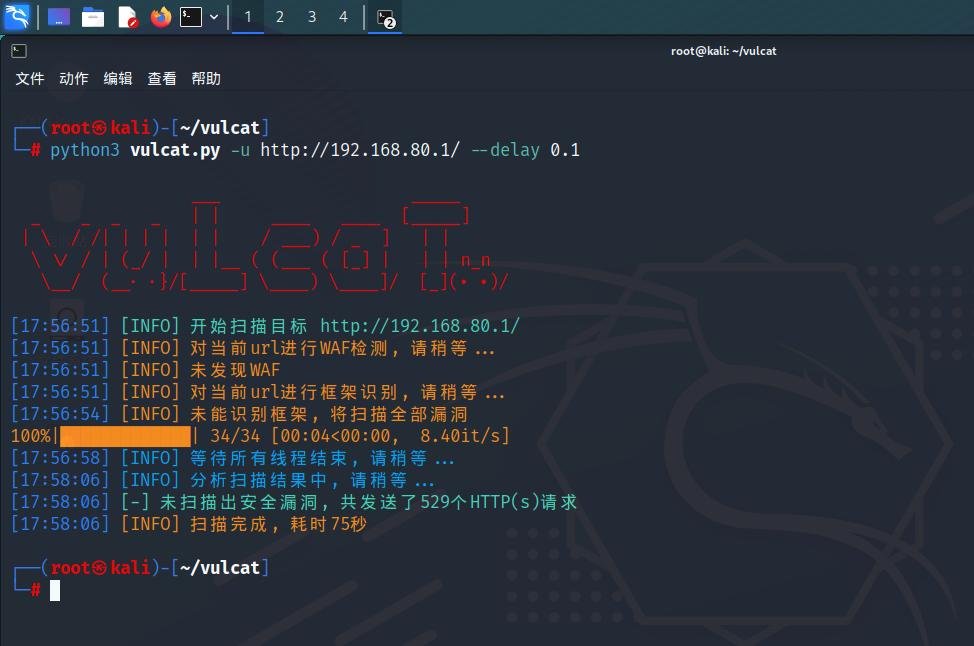 1 2 3 4 2
root@kali: ~/vulcat
文件 动作 编辑 查看 帮助
┌──(root㉿kali)-[~/vulcat]
└─# python3 vulcat.py -u http://192.168.80.1/ --delay 0.1
[17:56:51] [INFO] 开始扫描目标 http://192.168.80.1/
[17:56:51] [INFO] 对当前url进行WAF检测, 请稍等...
[17:56:51] [INFO] 未发现WAF
[17:56:51] [INFO] 对当前url进行框架识别, 请稍等...
[17:56:54] [INFO] 未能识别框架, 将扫描全部漏洞
100%|█████████████| 34/34 [00:04<00:00,  8.40it/s]
[17:56:58] [INFO] 等待所有线程结束, 请稍等...
[17:58:06] [INFO] 分析扫描结果中, 请稍等...
[17:58:06] [-] 未扫描出安全漏洞, 共发送了529个HTTP(s)请求
[17:58:06] [INFO] 扫描完成, 耗时75秒
┌──(root㉿kali)-[~/vulcat]
└─#